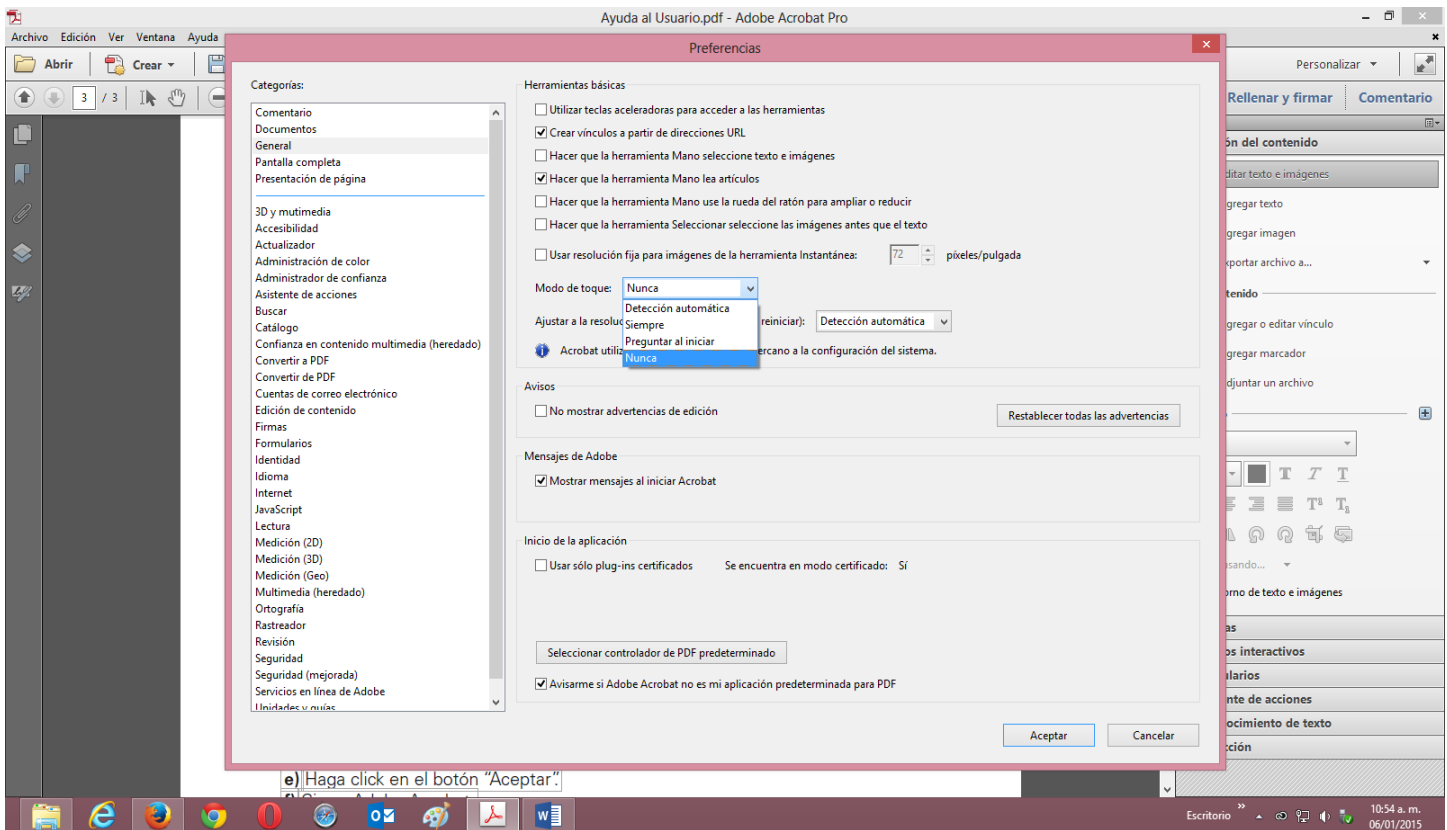 Ayuda al Usuario.pdf - Adobe Acrobat Pro
Archivo Edición Ver Ventana Ayuda
Abrir Crear Personalizar
3 / 3 Rellenar y firmar Comentario
Preferencias
Categorías:
Comentario
Documentos
General
Pantalla completa
Presentación de página
3D y mutimedia
Accesibilidad
Actualizador
Administración de color
Administrador de confianza
Asistente de acciones
Buscar
Catálogo
Confianza en contenido multimedia (heredado)
Convertir a PDF
Convertir de PDF
Cuentas de correo electrónico
Edición de contenido
Firmas
Formularios
Identidad
Idioma
Internet
JavaScript
Lectura
Medición (2D)
Medición (3D)
Medición (Geo)
Multimedia (heredado)
Ortografía
Rastreador
Revisión
Seguridad
Seguridad (mejorada)
Servicios en línea de Adobe
Unidades y guías
Herramientas básicas
Utilizar teclas aceleradoras para acceder a las herramientas
Crear vínculos a partir de direcciones URL
Hacer que la herramienta Mano seleccione texto e imágenes
Hacer que la herramienta Mano lea artículos
Hacer que la herramienta Mano use la rueda del ratón para ampliar o reducir
Hacer que la herramienta Seleccionar seleccione las imágenes antes que el texto
Usar resolución fija para imágenes de la herramienta Instantánea: 72 píxeles/pulgada
Modo de toque: Nunca
Detección automática
Siempre
Preguntar al iniciar
Nunca
Ajustar a la resoluc reiniciar): Detección automática
Acrobat utiliz ercano a la configuración del sistema.
Avisos
No mostrar advertencias de edición Restablecer todas las advertencias
Mensajes de Adobe
Mostrar mensajes al iniciar Acrobat
Inicio de la aplicación
Usar sólo plug-ins certificados Se encuentra en modo certificado: Sí
Seleccionar controlador de PDF predeterminado
Avisarme si Adobe Acrobat no es mi aplicación predeterminada para PDF
Aceptar Cancelar
ón del contenido
ditar texto e imágenes
gregar texto
gregar imagen
xportar archivo a...
tenido
gregar o editar vínculo
gregar marcador
djuntar un archivo
T T T
T T
usando...
orno de texto e imágenes
as
os interactivos
ularios
nte de acciones
ocimiento de texto
cción
e) Haga click en el botón "Aceptar".
Escritorio 10:54 a. m.
06/01/2015